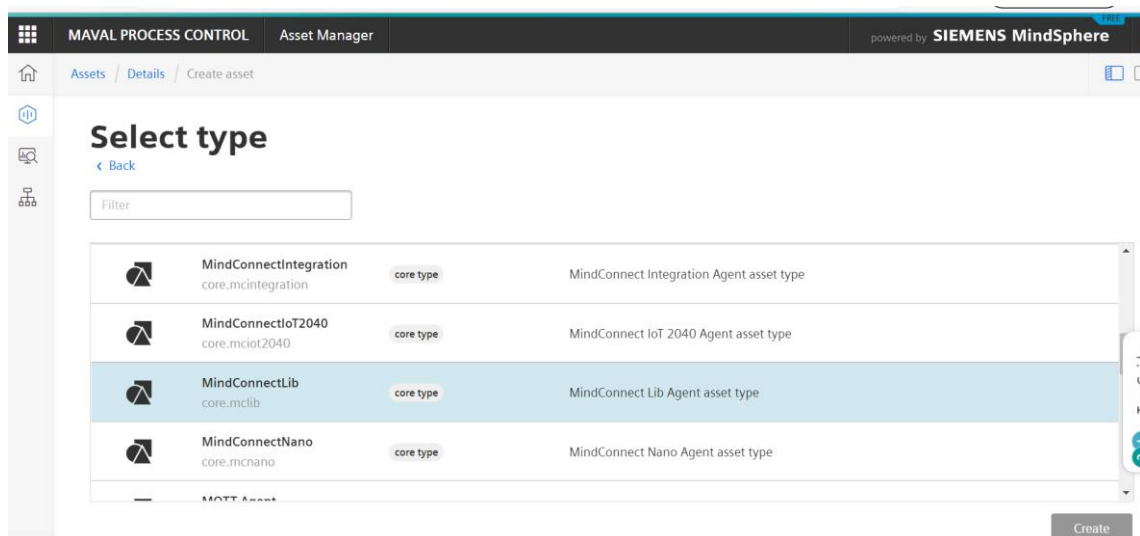 FREE
MAVAL PROCESS CONTROL Asset Manager powered by SIEMENS MindSphere
Assets / Details / Create asset
Select type
Back
Filter
MindConnectIntegration core type MindConnect Integration Agent asset type
core.mcintegration
MindConnectIoT2040 core type MindConnect IoT 2040 Agent asset type
core.mciot2040
MindConnectLib core type MindConnect Lib Agent asset type
core.mclib
MindConnectNano core type MindConnect Nano Agent asset type
core.mcnano
Create